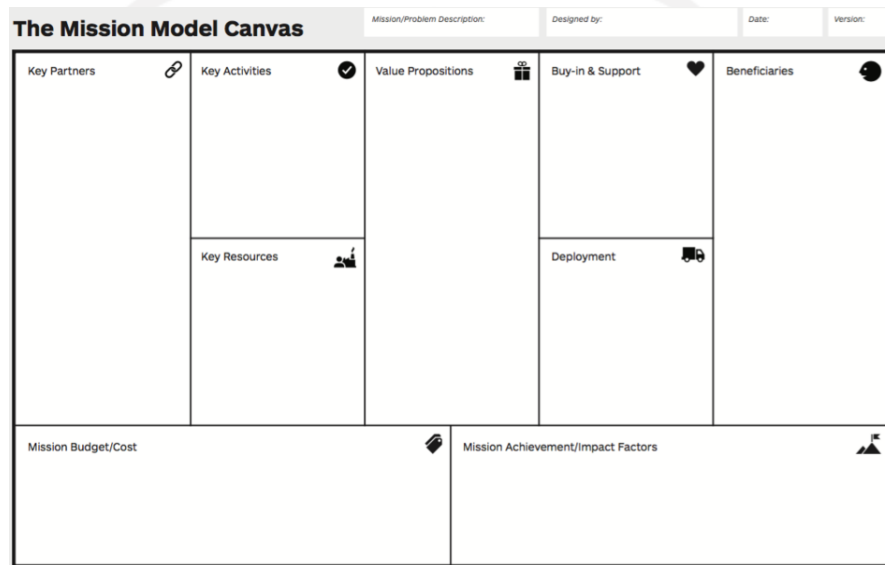 The Mission Model Canvas
Mission/Problem Description:
Designed by:
Date:
Version:
Key Partners
Key Activities
Value Propositions
Buy-in & Support
Beneficiaries
Key Resources
Deployment
Mission Budget/Cost
Mission Achievement/Impact Factors